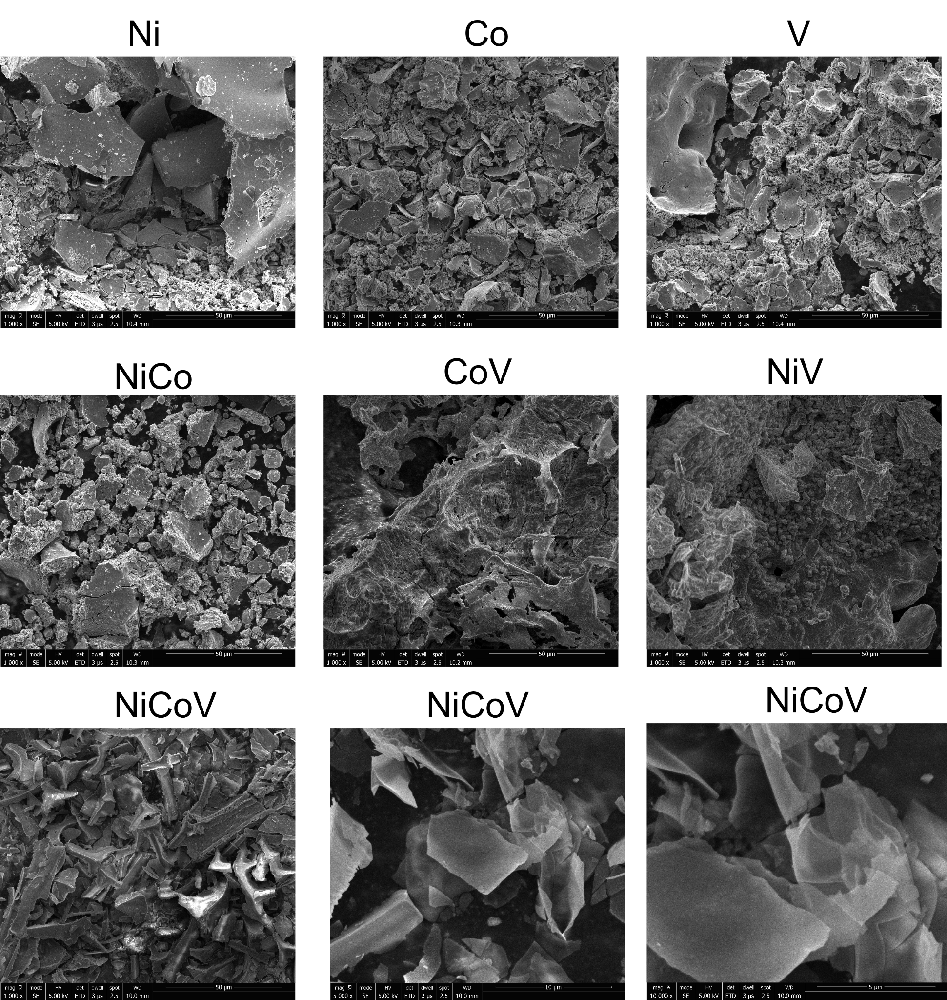 Ni Co V
mag mode HV det dwell spot WD 50 µm
1 000 x SE 5.00 kV ETD 3 µs 2.5 10.4 mm
mag mode HV det dwell spot WD 50 µm
1 000 x SE 5.00 kV ETD 3 µs 2.5 10.3 mm
mag mode HV det dwell spot WD 50 µm
1 000 x SE 5.00 kV ETD 3 µs 2.5 10.4 mm
NiCo CoV NiV
mag mode HV det dwell spot WD 50 µm
1 000 x SE 5.00 kV ETD 3 µs 2.5 10.3 mm
mag mode HV det dwell spot WD 50 µm
1 000 x SE 5.00 kV ETD 3 µs 2.5 10.2 mm
mag mode HV det dwell spot WD 50 µm
1 000 x SE 5.00 kV ETD 3 µs 2.5 10.3 mm
NiCoV NiCoV NiCoV
mag mode HV det dwell spot WD 50 µm
1 000 x SE 5.00 kV ETD 3 µs 2.5 10.0 mm
mag mode HV det dwell spot WD 10 µm
5 000 x SE 5.00 kV ETD 3 µs 2.5 10.0 mm
mag mode HV det dwell spot WD 5 µm
10 000 x SE 5.00 kV ETD 3 µs 2.5 10.0 mm